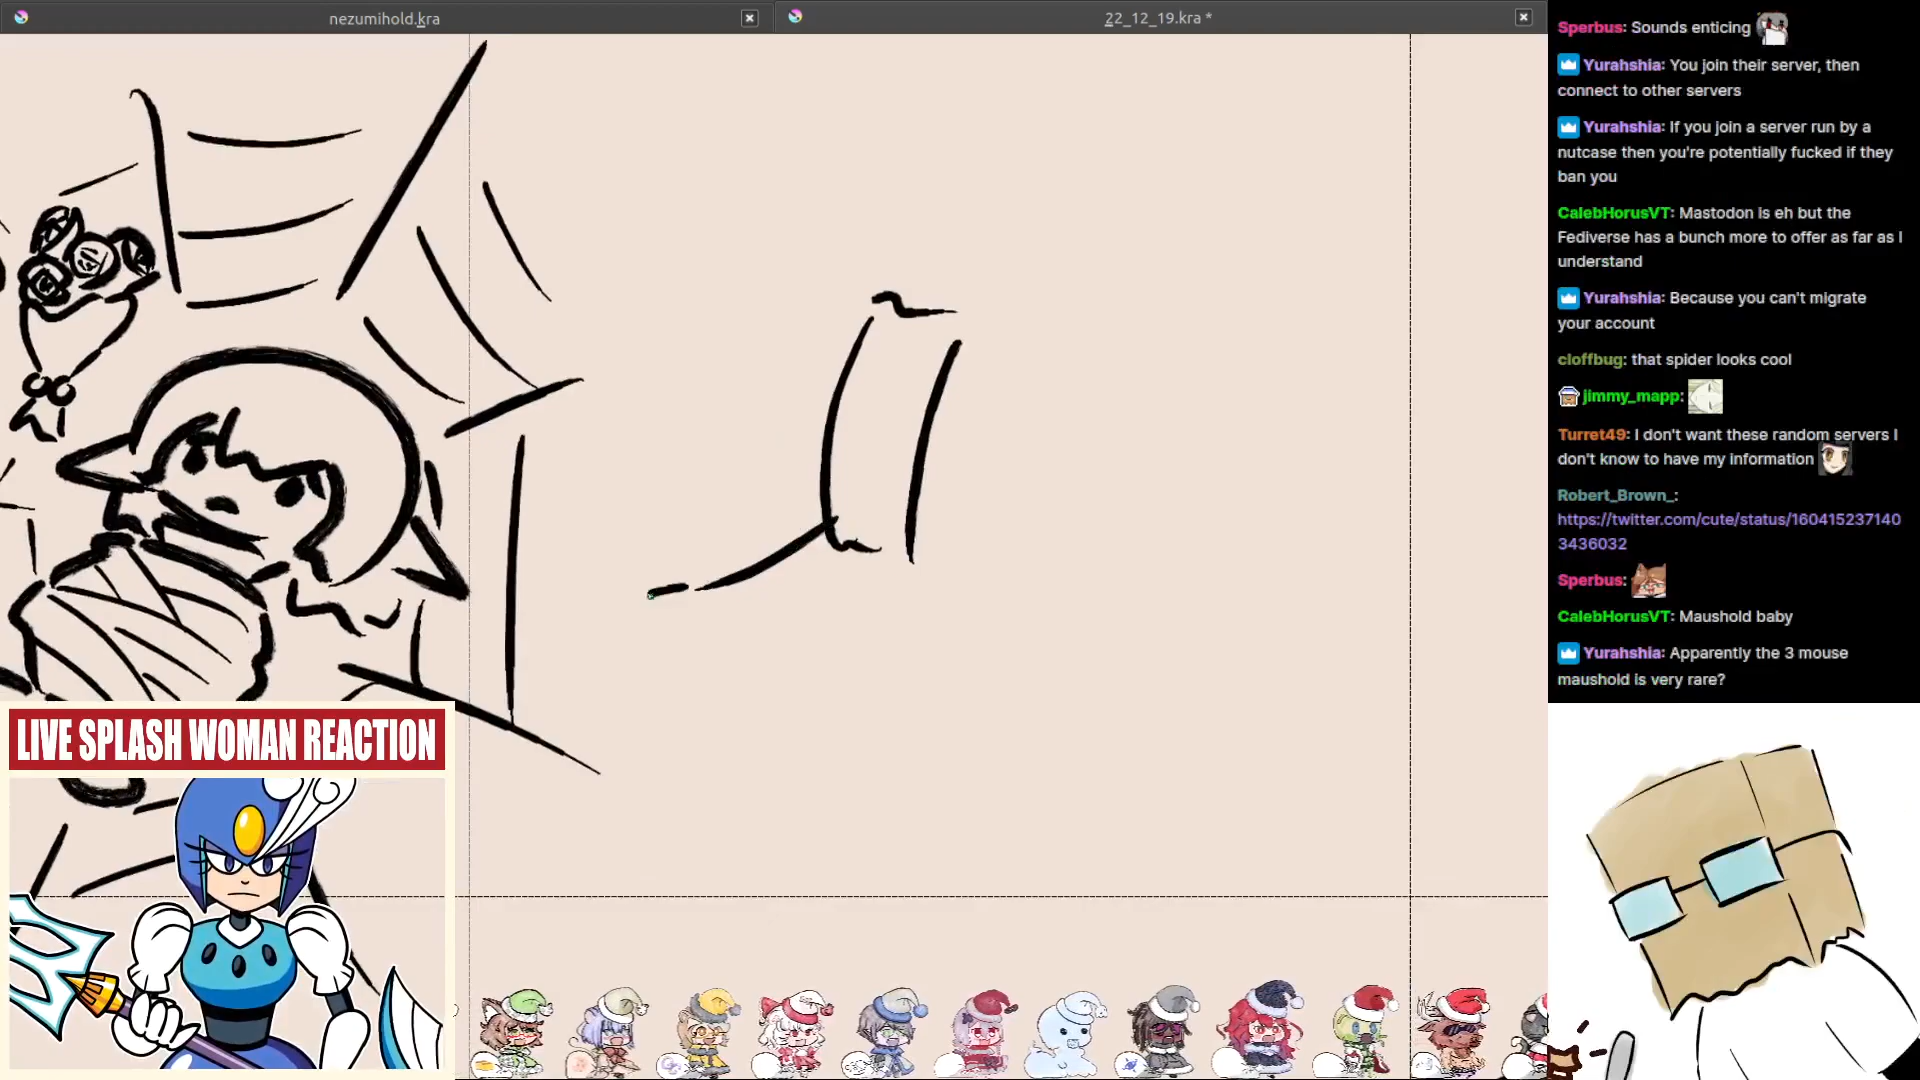 nezumihold.kra
22_12_19.kra *
Sperbus: Sounds enticing
Yurahshia: You join their server, then
connect to other servers
Yurahshia: If you join a server run by a
nutcase then you're potentially fucked if they
ban you
CalebHorusVT: Mastodon is eh but the
Fediverse has a bunch more to offer as far as I
understand
Yurahshia: Because you can't migrate
your account
cloffbug: that spider looks cool
jimmy_mapp:
Turret49: I don't want these random servers I
don't know to have my information
Robert_Brown_:
https://twitter.com/cute/status/160415237140
3436032
Sperbus:
CalebHorusVT: Maushold baby
Yurahshia: Apparently the 3 mouse
maushold is very rare?
LIVE SPLASH WOMAN REACTION